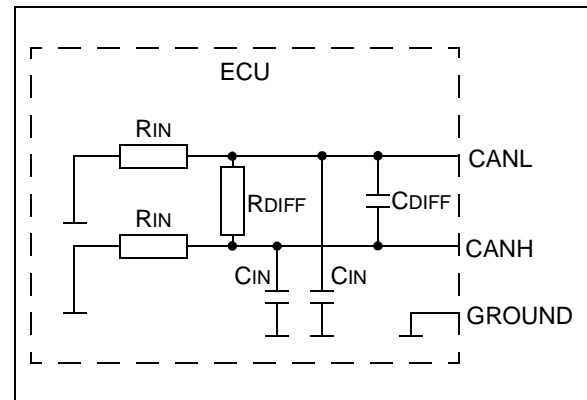 ECU
RIN
CANL
RDIFF
CDIFF
RIN
CANH
CIN
CIN
GROUND